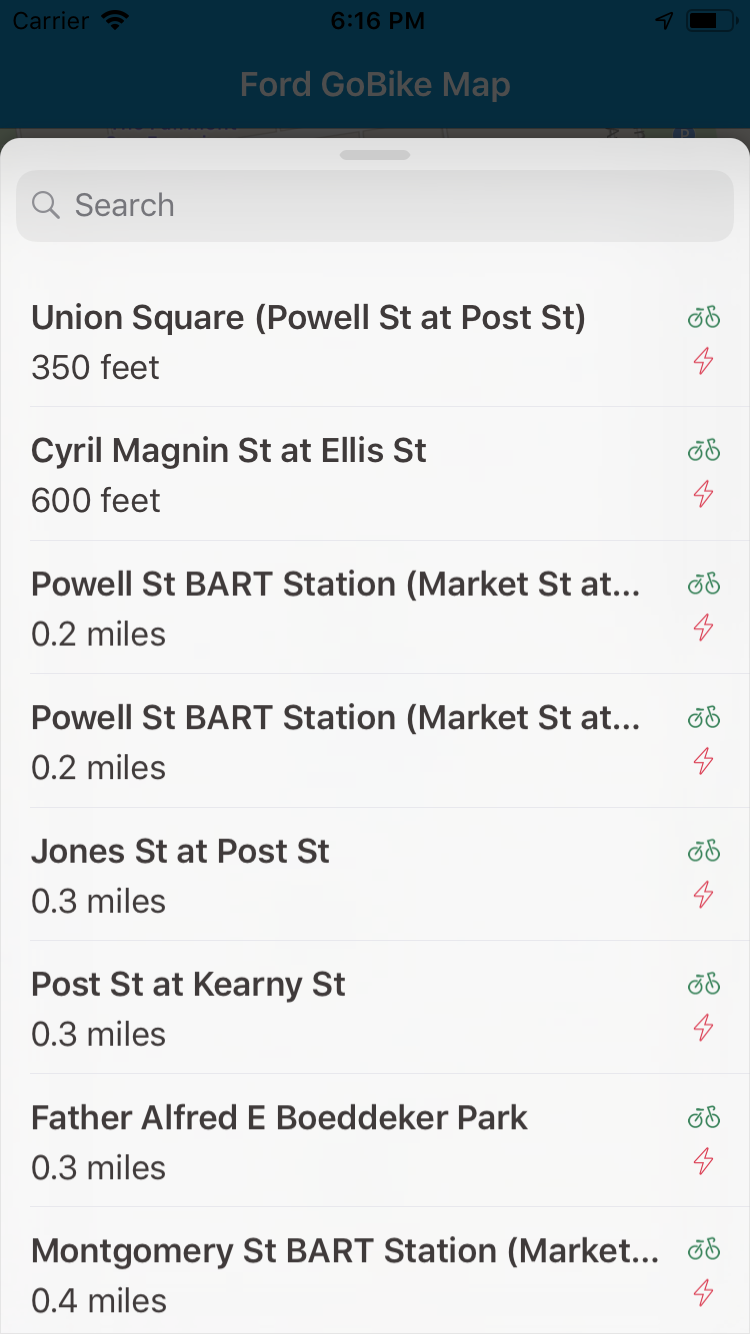 Carrier
6:16 PM
Ford GoBike Map
P
Search
Union Square (Powell St at Post St)
350 feet
Cyril Magnin St at Ellis St
600 feet
Powell St BART Station (Market St at...
0.2 miles
Powell St BART Station (Market St at...
0.2 miles
Jones St at Post St
0.3 miles
Post St at Kearny St
0.3 miles
Father Alfred E Boeddeker Park
0.3 miles
Montgomery St BART Station (Market...
0.4 miles